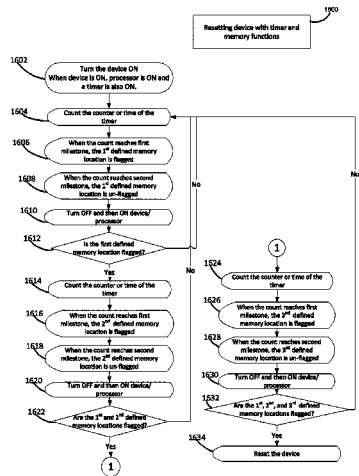 1600
Resetting device with timer and
memory functions
1602
Turn the device ON
When device is ON, processor is ON and
a timer is also ON.
1604
Count the counter or time of the
timer
1606
When the count reaches first
milestone, the 1st defined memory
location is flagged
1608
When the count reaches second
milestone, the 1st defined memory
location is un-flagged
1610
Turn OFF and then ON device/
processor
1612
Is the first defined
memory location flagged?
No
Yes
1614
Count the counter or time of the
timer
1616
When the count reaches first
milestone, the 2nd defined memory
location is flagged
1618
When the count reaches second
milestone, the 2nd defined memory
location is un-flagged
1620
Turn OFF and then ON device/
processor
1622
Are the 1st and 2nd defined
memory locations flagged?
No
Yes
1
1
1624
Count the counter or time of the
timer
1626
When the count reaches first
milestone, the 3rd defined memory
location is flagged
1628
When the count reaches second
milestone, the 3rd defined memory
location is un-flagged
1630
Turn OFF and then ON device/
processor
1632
Are the 1st, 2nd, and 3rd defined
memory locations flagged?
No
Yes
1634
Reset the device